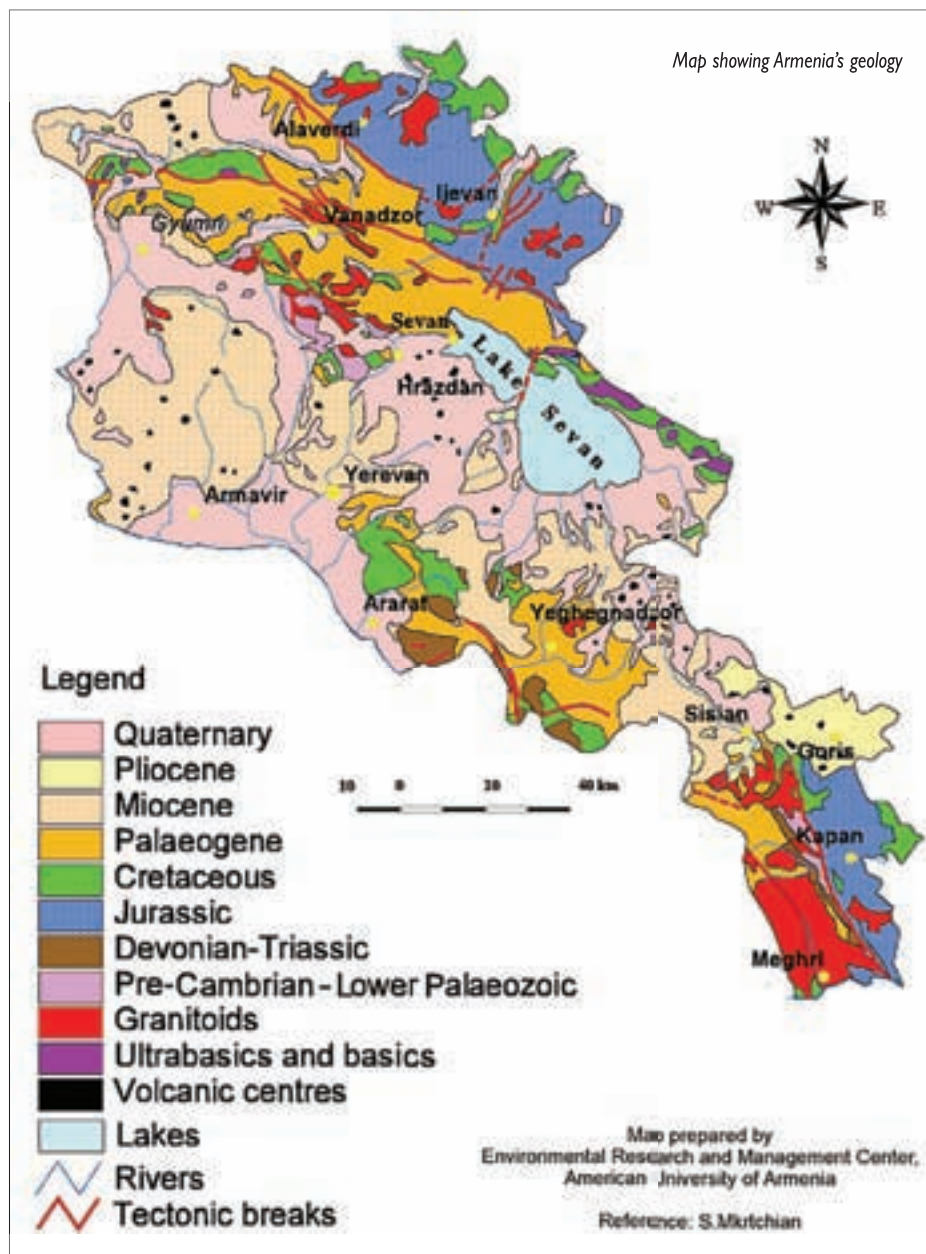 Map showing Armenia's geology
N
W
E
S
Alaverdi
Ijevan
Vanadzor
Gyumri
Sevan
Lake
Sevan
Hrazdan
Yerevan
Armavir
Ararat
Yeghegnadzor
Sisian
Goris
Kapan
Meghri
Legend
Quaternary
Pliocene
Miocene
Palaeogene
Cretaceous
Jurassic
Devonian-Triassic
Pre-Cambrian - Lower Palaeozoic
Granitoids
Ultrabasics and basics
Volcanic centres
Lakes
Rivers
Tectonic breaks
10 0 20 40 km
Map prepared by
Environmental Research and Management Center,
American University of Armenia
Reference: S.Mkrtchian